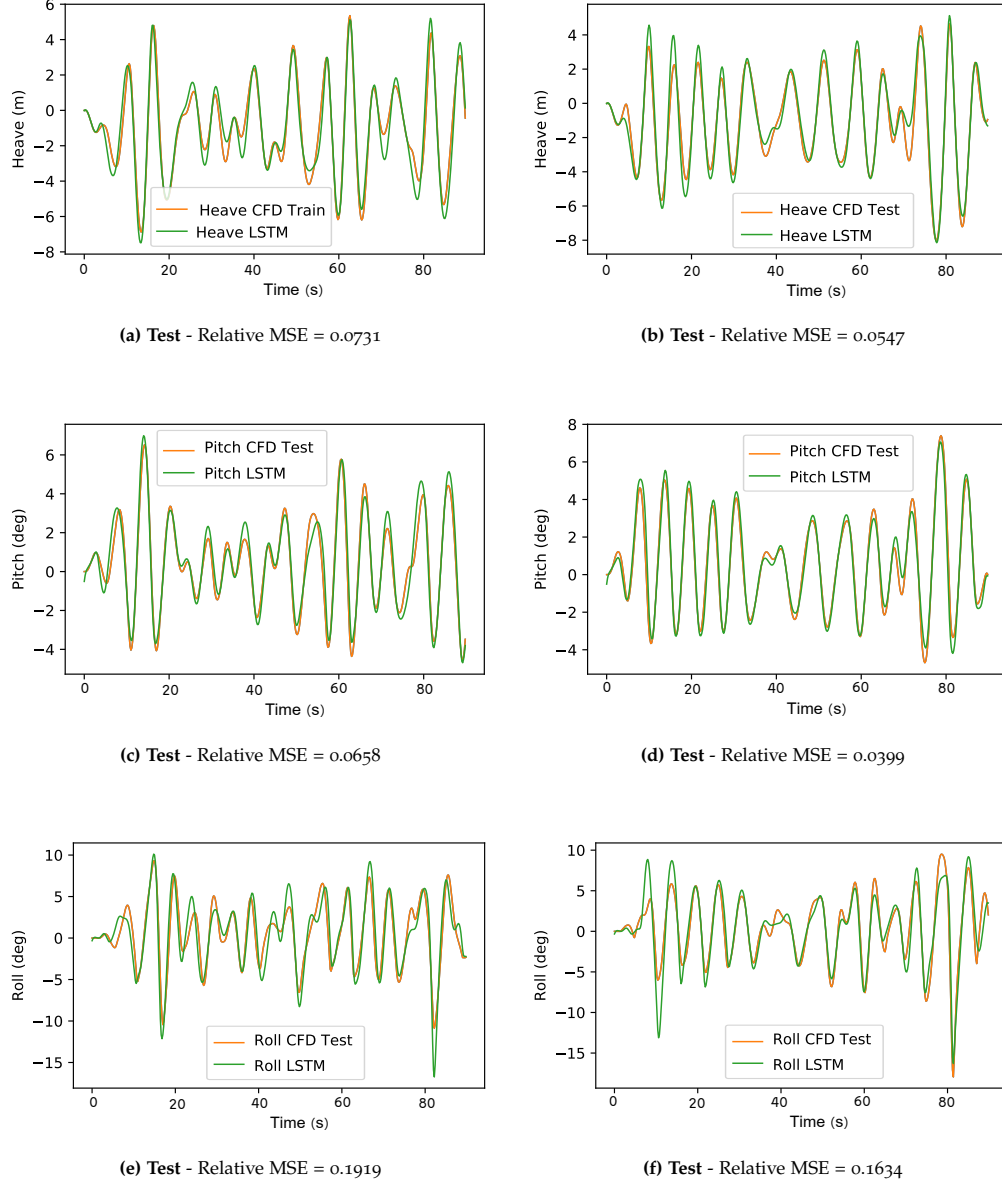 6
4
2
0
−2
−4
−6
8
Heave (m)
Heave CFD Train
Heave LSTM
0 20 40 60 80
Time (s)
(a) Test - Relative MSE = 0.0731
4
2
0
−2
−4
−6
−8
Heave (m)
Heave CFD Test
Heave LSTM
0 20 40 60 80
Time (s)
(b) Test - Relative MSE = 0.0547
6
4
2
0
−2
−4
Pitch (deg)
Pitch CFD Test
Pitch LSTM
0 20 40 60 80
Time (s)
(c) Test - Relative MSE = 0.0658
8
6
4
2
0
−2
−4
Pitch (deg)
Pitch CFD Test
Pitch LSTM
0 20 40 60 80
Time (s)
(d) Test - Relative MSE = 0.0399
10
5
0
−5
−10
−15
Roll (deg)
Roll CFD Test
Roll LSTM
0 20 40 60 80
Time (s)
(e) Test - Relative MSE = 0.1919
10
5
0
−5
−10
−15
Roll (deg)
Roll CFD Test
Roll LSTM
0 20 40 60 80
Time (s)
(f) Test - Relative MSE = 0.1634